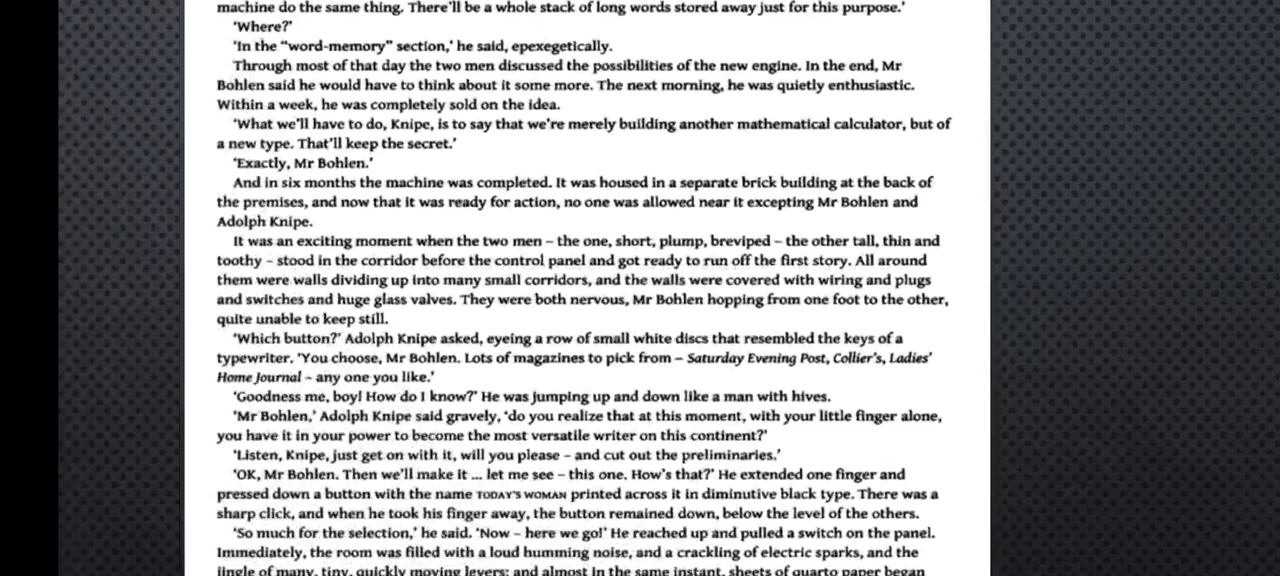 machine do the same thing. There'll be a whole stack of long words stored away just for this purpose.'
'Where?'
'In the “word-memory” section,' he said, epexegetically.
Through most of that day the two men discussed the possibilities of the new engine. In the end, Mr
Bohlen said he would have to think about it some more. The next morning, he was quietly enthusiastic.
Within a week, he was completely sold on the idea.
'What we'll have to do, Knipe, is to say that we're merely building another mathematical calculator, but of
a new type. That'll keep the secret.'
'Exactly, Mr Bohlen.'
And in six months the machine was completed. It was housed in a separate brick building at the back of
the premises, and now that it was ready for action, no one was allowed near it excepting Mr Bohlen and
Adolph Knipe.
It was an exciting moment when the two men – the one, short, plump, breviped – the other tall, thin and
toothy – stood in the corridor before the control panel and got ready to run off the first story. All around
them were walls dividing up into many small corridors, and the walls were covered with wiring and plugs
and switches and huge glass valves. They were both nervous, Mr Bohlen hopping from one foot to the other,
quite unable to keep still.
'Which button?' Adolph Knipe asked, eyeing a row of small white discs that resembled the keys of a
typewriter. 'You choose, Mr Bohlen. Lots of magazines to pick from – Saturday Evening Post, Collier's, Ladies'
Home Journal – any one you like.'
'Goodness me, boy! How do I know?' He was jumping up and down like a man with hives.
'Mr Bohlen,' Adolph Knipe said gravely, 'do you realize that at this moment, with your little finger alone,
you have it in your power to become the most versatile writer on this continent?'
'Listen, Knipe, just get on with it, will you please – and cut out the preliminaries.'
'OK, Mr Bohlen. Then we'll make it ... let me see – this one. How's that?' He extended one finger and
pressed down a button with the name TODAY'S WOMAN printed across it in diminutive black type. There was a
sharp click, and when he took his finger away, the button remained down, below the level of the others.
'So much for the selection,' he said. 'Now – here we go!' He reached up and pulled a switch on the panel.
Immediately, the room was filled with a loud humming noise, and a crackling of electric sparks, and the
jingle of many, tiny, quickly moving levers; and almost in the same instant, sheets of quarto paper began